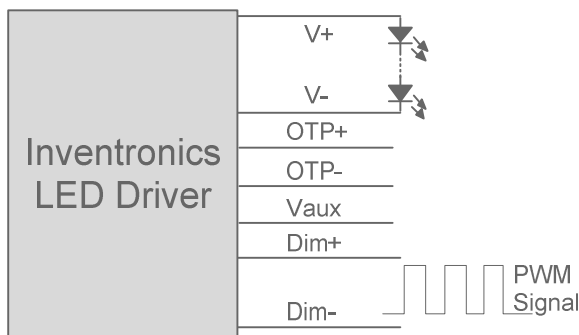 V+
V-
OTP+
OTP-
Vaux
Dim+
Dim-
Inventronics
LED Driver
PWM
Signal